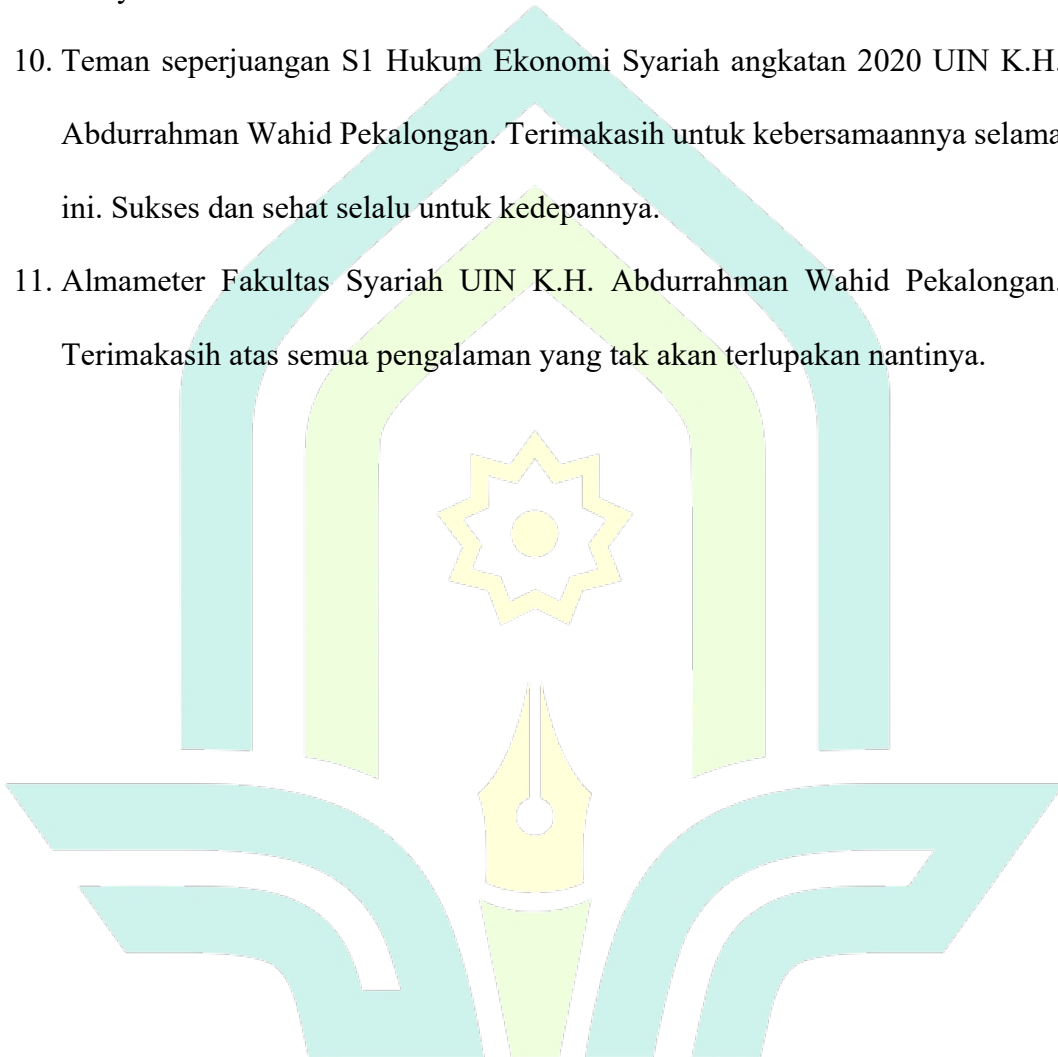 10. Teman seperjuangan S1 Hukum Ekonomi Syariah angkatan 2020 UIN K.H.
Abdurrahman Wahid Pekalongan. Terimakasih untuk kebersamaannya selama
ini. Sukses dan sehat selalu untuk kedepannya.
11. Almameter Fakultas Syariah UIN K.H. Abdurrahman Wahid Pekalongan.
Terimakasih atas semua pengalaman yang tak akan terlupakan nantinya.